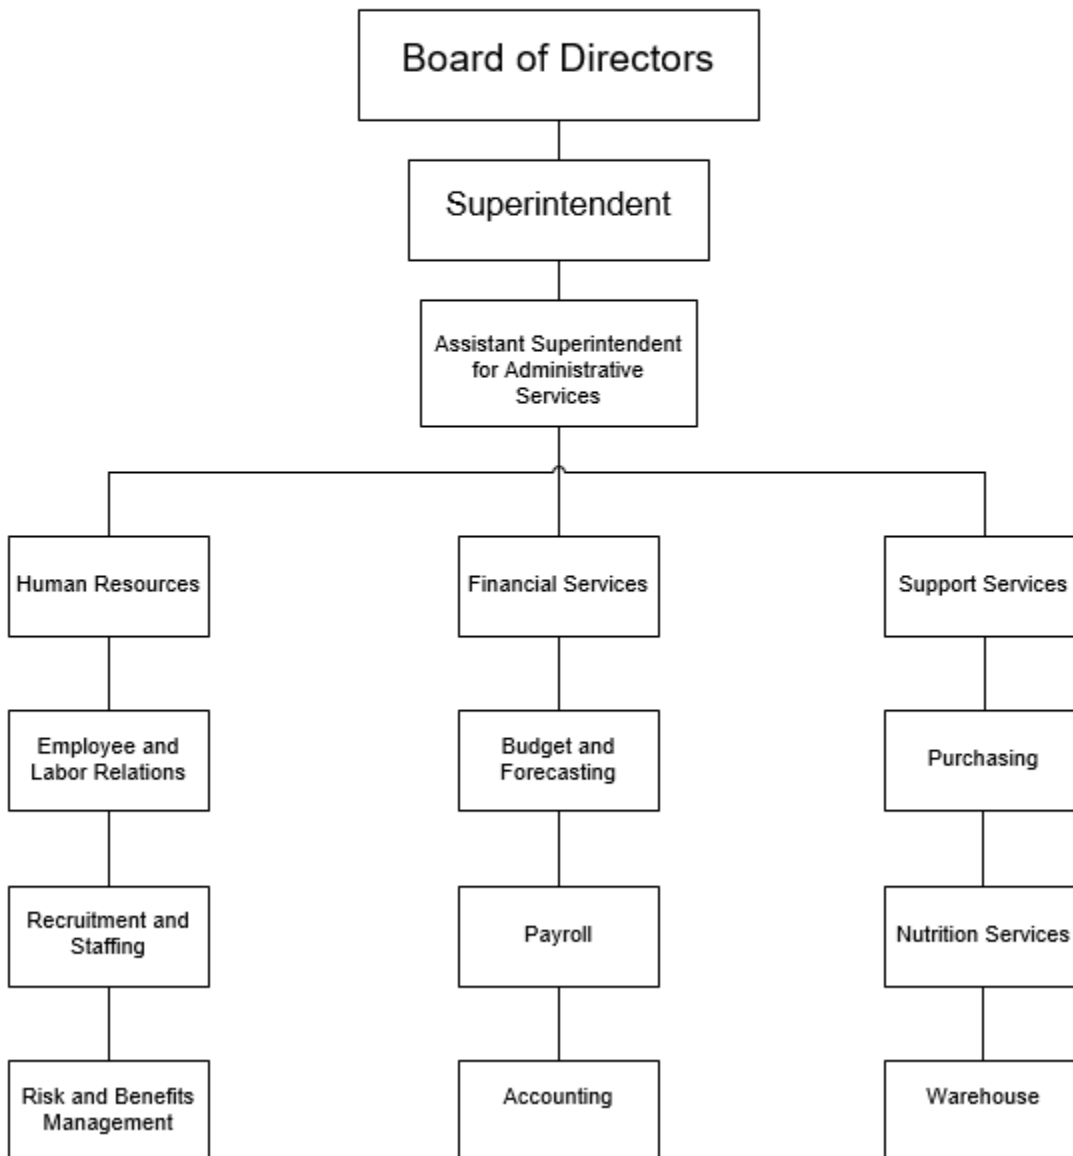 Board of Directors
Superintendent
Assistant Superintendent
for Administrative
Services
Human Resources
Financial Services
Support Services
Employee and
Labor Relations
Budget and
Forecasting
Purchasing
Recruitment and
Staffing
Payroll
Nutrition Services
Risk and Benefits
Management
Accounting
Warehouse